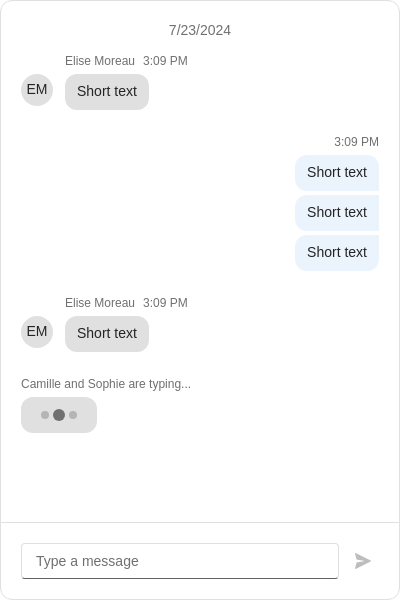 7/23/2024
Elise Moreau 3:09 PM
EM
Short text
3:09 PM
Short text
Short text
Short text
Elise Moreau 3:09 PM
EM
Short text
Camille and Sophie are typing...
Type a message